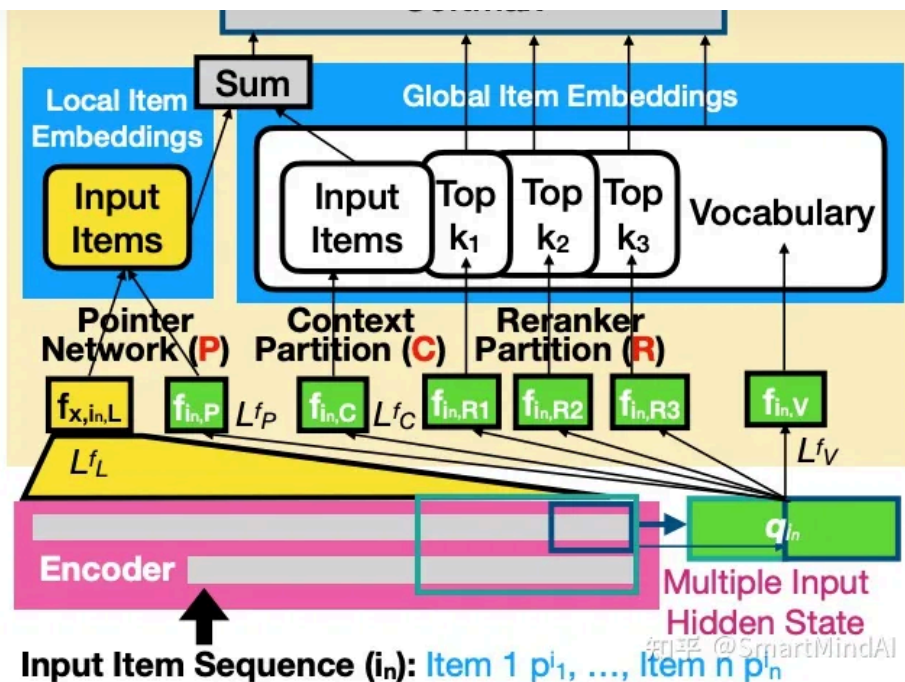 Softmax
Sum
Local Item
Embeddings
Global Item Embeddings
Input
Items
Input
Items
Top
k₁
Top
k₂
Top
k₃
Vocabulary
Pointer
Network (P)
Context
Partition (C)
Reranker
Partition (R)
fx,in,L
fin,P
LfP
fin,C
LfC
fin,R1
fin,R2
fin,R3
fin,V
LfL
LfV
qin
Encoder
Multiple Input
Hidden State
知乎 @SmartMindAI
Input Item Sequence (in): Item 1 pi1, ..., Item n pin